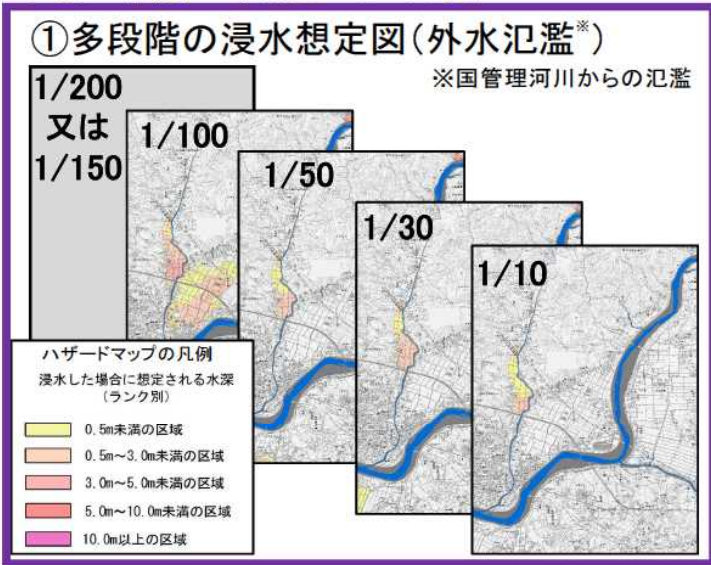 ①多段階の浸水想定図(外水氾濫※)
※国管理河川からの氾濫
1/200
又は
1/150
1/100
1/50
1/30
1/10
ハザードマップの凡例
浸水した場合に想定される水深
(ランク別)
0.5m未満の区域
0.5m～3.0m未満の区域
3.0m～5.0m未満の区域
5.0m～10.0m未満の区域
10.0m以上の区域